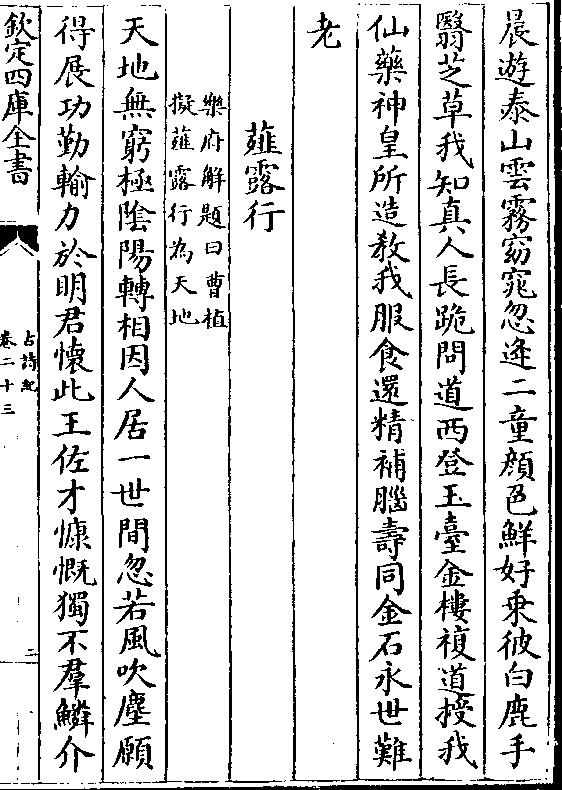 晨遊泰山雲霧窈窕忽逢二童顔色鮮好乗彼白鹿手
翳芝草我知真人長跪問道西登玉臺金樓複道授我
仙藥神皇所造教我服食還精補腦壽同金石永世難
老
薤露行
樂府解題曰曹植
擬薤露行為天地
天地無窮極陰陽轉相因人居一世間忽若風吹塵願
得展功勤輸力於明君懷此王佐才慷慨獨不羣鱗介
欽定四庫全書
古詩紀
卷二十三
二